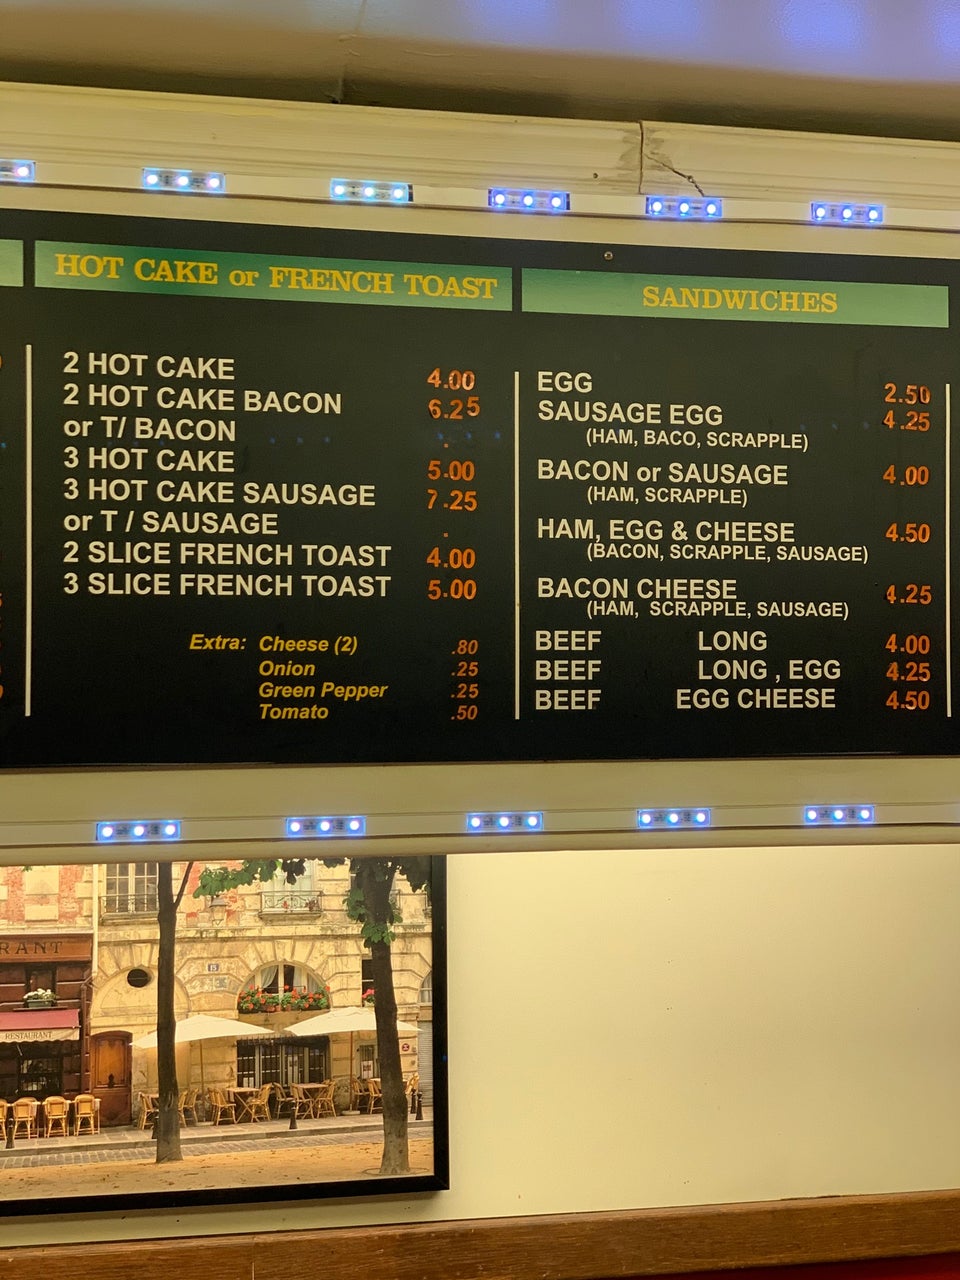 HOT CAKE or FRENCH TOAST
2 HOT CAKE 4.00
2 HOT CAKE BACON 6.25
or T/ BACON .
3 HOT CAKE 5.00
3 HOT CAKE SAUSAGE 7.25
or T / SAUSAGE .
2 SLICE FRENCH TOAST 4.00
3 SLICE FRENCH TOAST 5.00
Extra: Cheese (2) .80
Onion .25
Green Pepper .25
Tomato .50
SANDWICHES
EGG 2.50
SAUSAGE EGG 4.25
(HAM, BACO, SCRAPPLE)
BACON or SAUSAGE 4.00
(HAM, SCRAPPLE)
HAM, EGG & CHEESE 4.50
(BACON, SCRAPPLE, SAUSAGE)
BACON CHEESE 4.25
(HAM, SCRAPPLE, SAUSAGE)
BEEF LONG 4.00
BEEF LONG , EGG 4.25
BEEF EGG CHEESE 4.50
RANT
RESTAURANT
15